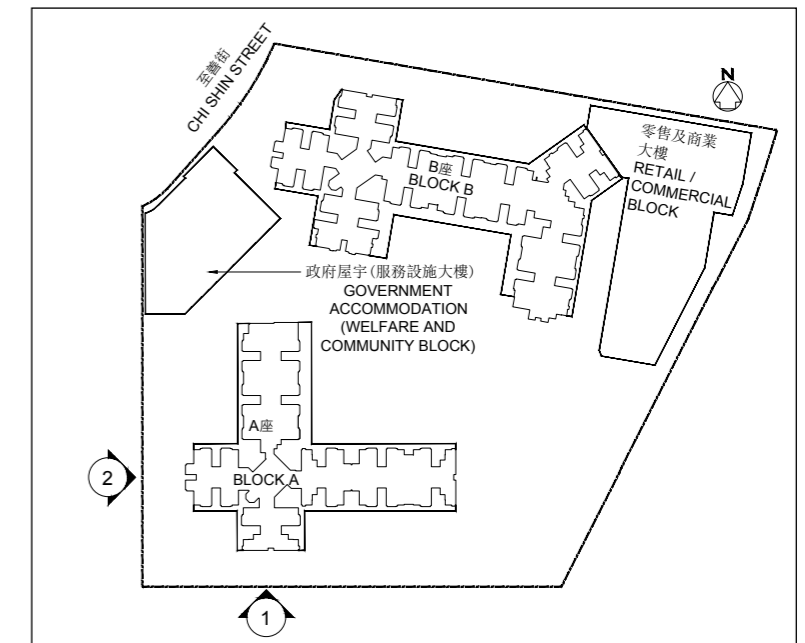 至善街
CHI SHIN STREET
N
零售及商業
大樓
RETAIL /
COMMERCIAL
BLOCK
B座
BLOCK B
政府屋宇(服務設施大樓)
GOVERNMENT
ACCOMMODATION
(WELFARE AND
COMMUNITY BLOCK)
A座
BLOCK A
2
1